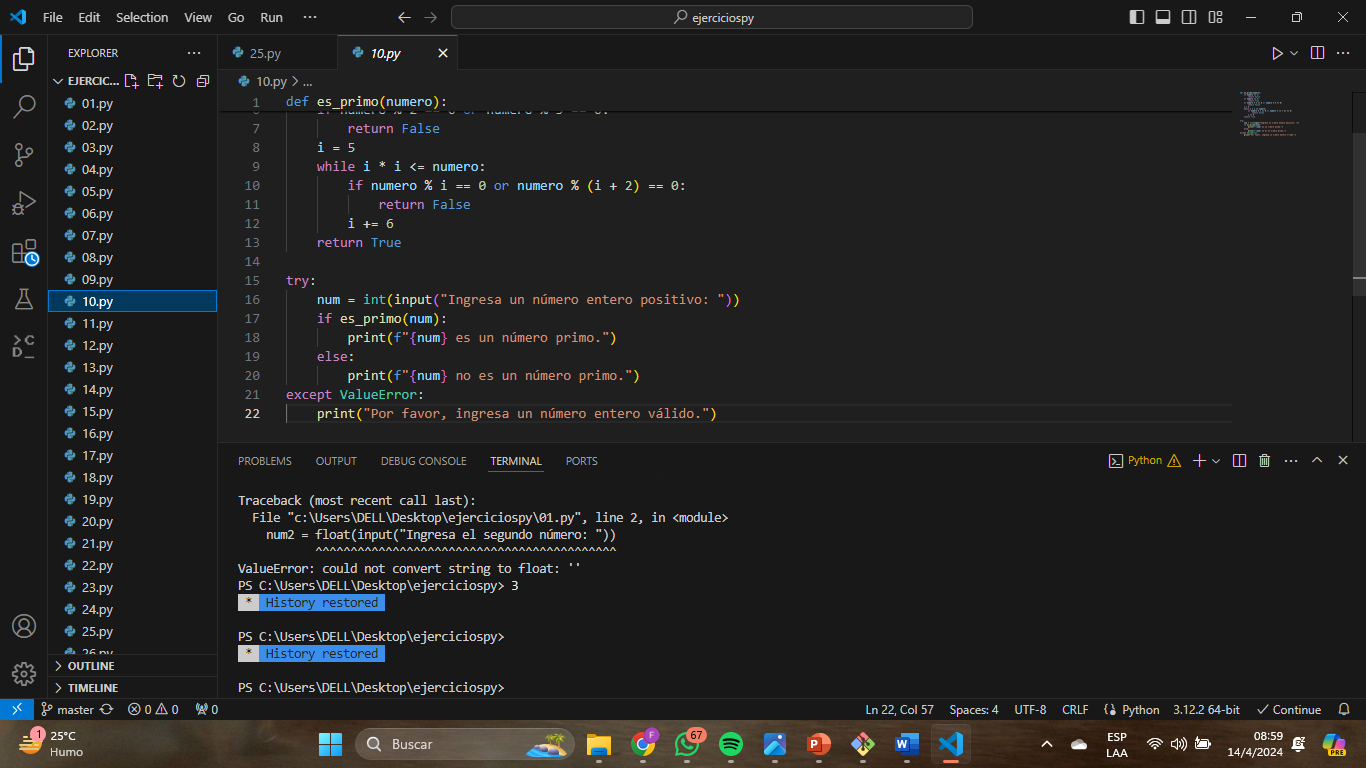 File Edit Selection View Go Run ··· ejerciciospy
EXPLORER ···
EJERCIC...
01.py
02.py
03.py
04.py
05.py
06.py
07.py
08.py
09.py
10.py
11.py
12.py
13.py
14.py
15.py
16.py
17.py
18.py
19.py
20.py
21.py
22.py
23.py
24.py
25.py
26.py
OUTLINE
TIMELINE
25.py 10.py
10.py > ...
1 def es_primo(numero):
7 return False
8 i = 5
9 while i * i <= numero:
10 if numero % i == 0 or numero % (i + 2) == 0:
11 return False
12 i += 6
13 return True
14
15 try:
16 num = int(input("Ingresa un número entero positivo: "))
17 if es_primo(num):
18 print(f"{num} es un número primo.")
19 else:
20 print(f"{num} no es un número primo.")
21 except ValueError:
22 print("Por favor, ingresa un número entero válido.")
PROBLEMS OUTPUT DEBUG CONSOLE TERMINAL PORTS Python
Traceback (most recent call last):
File "c:\Users\DELL\Desktop\ejerciciospy\01.py", line 2, in <module>
num2 = float(input("Ingresa el segundo número: "))
^^^^^^^^^^^^^^^^^^^^^^^^^^^^^^^^^^^^^^^^^^^
ValueError: could not convert string to float: ''
PS C:\Users\DELL\Desktop\ejerciciospy> 3
* History restored
PS C:\Users\DELL\Desktop\ejerciciospy>
* History restored
PS C:\Users\DELL\Desktop\ejerciciospy>
master 0 0 0 Ln 22, Col 57 Spaces: 4 UTF-8 CRLF Python 3.12.2 64-bit Continue
1
25°C
Humo
Buscar
F
67
ESP
LAA
08:59
14/4/2024
PRE